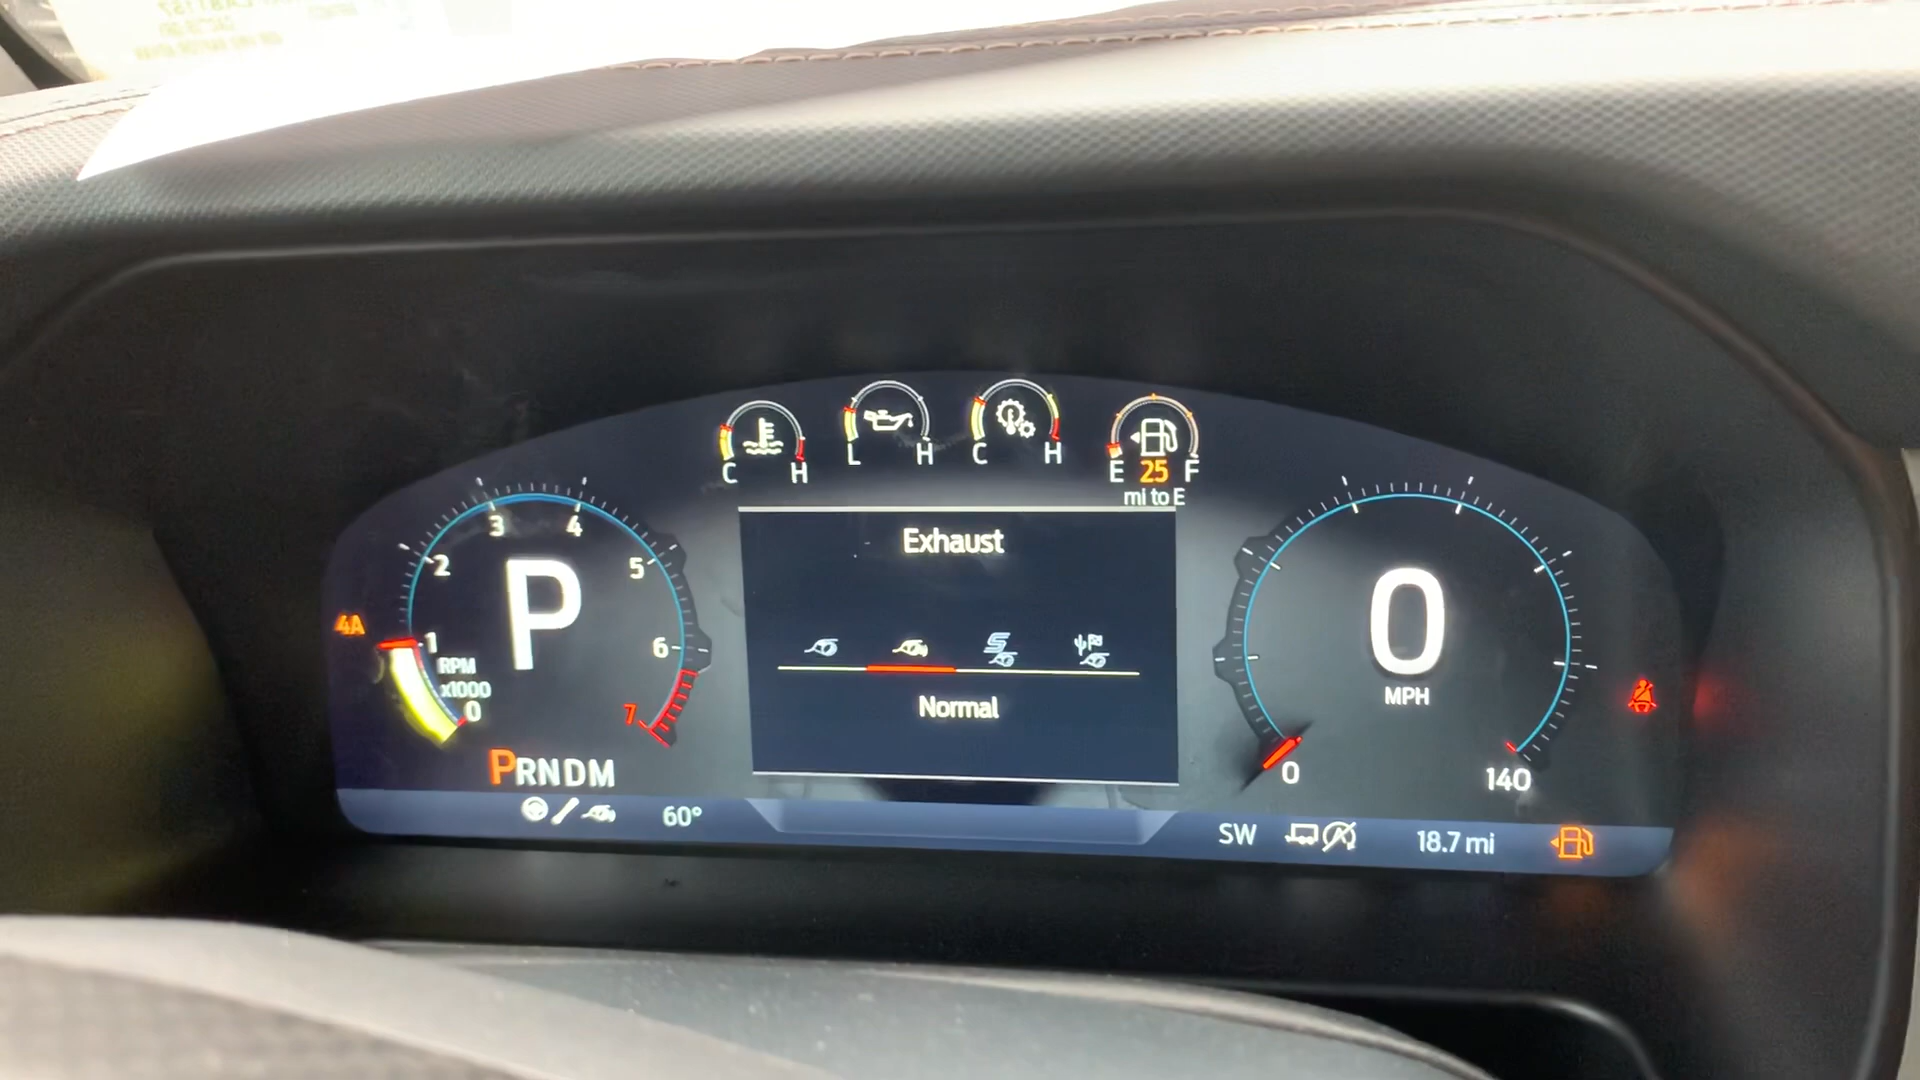 C H
L H
C H
E 25 F
mi to E
Exhaust
Normal
4A
0
1
2
3
4
5
6
7
RPM
x1000
P
PRNDM
60°
0
MPH
0
140
SW
18.7 mi